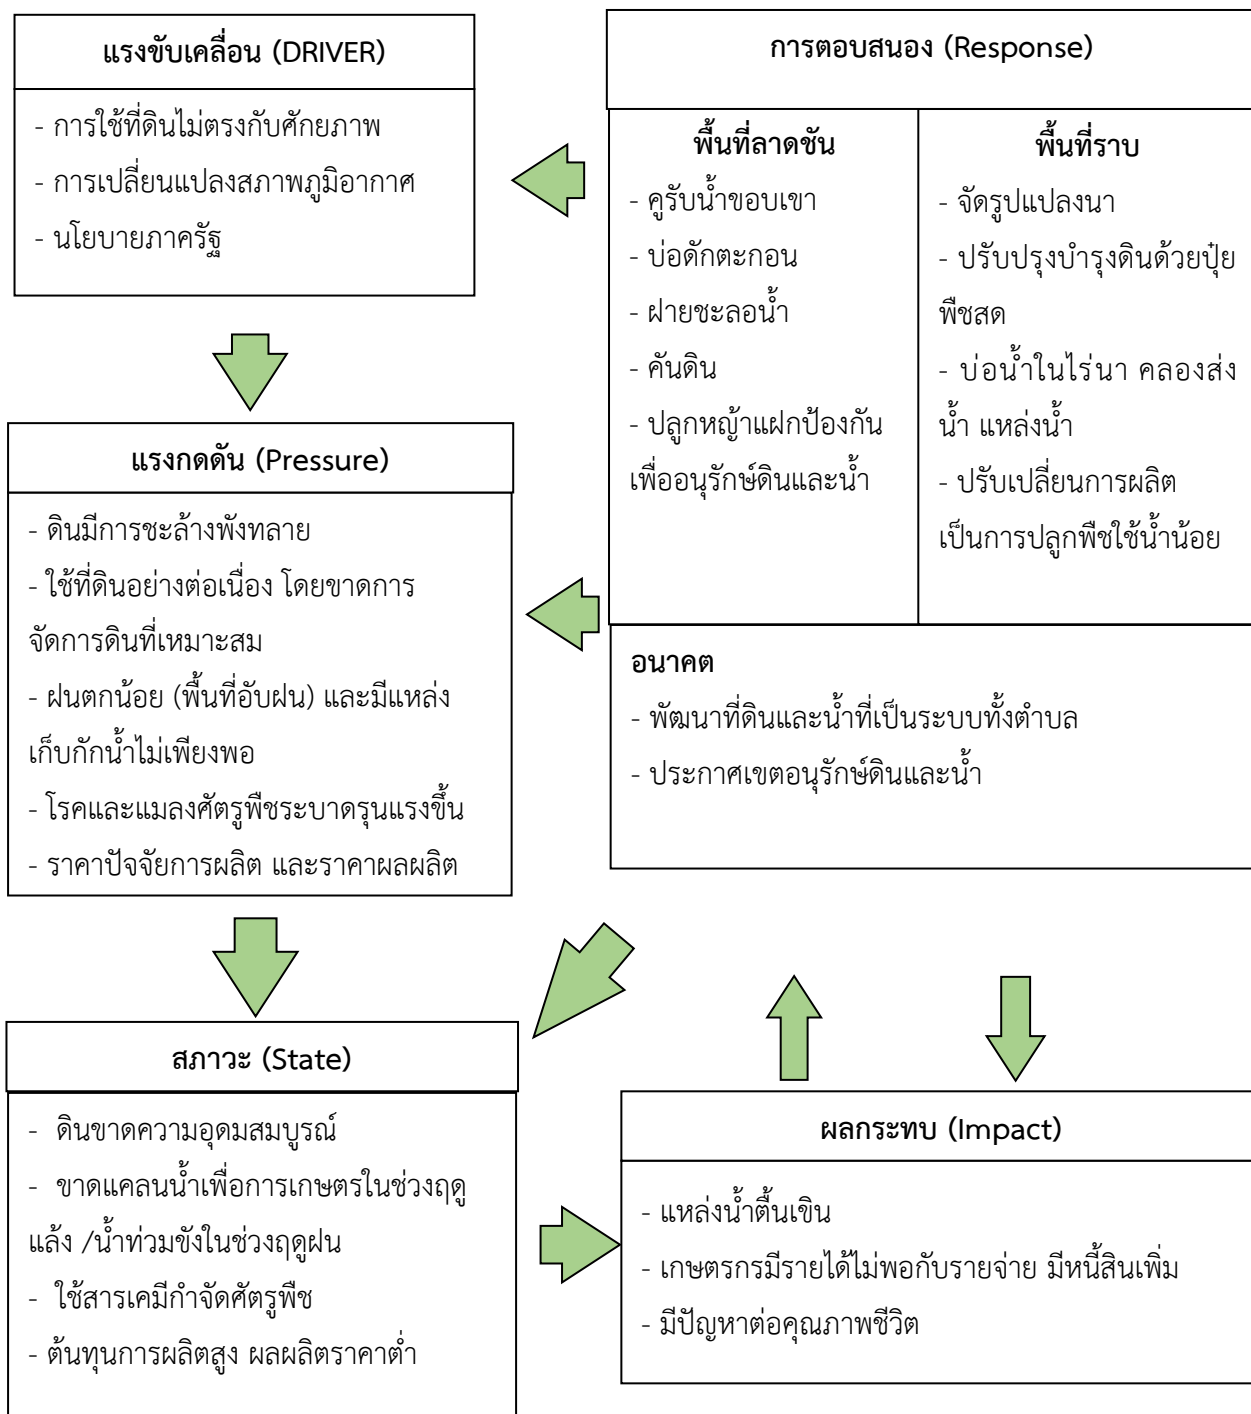 แรงขับเคลื่อน (DRIVER)
- การใช้ที่ดินไม่ตรงกับศักยภาพ
- การเปลี่ยนแปลงสภาพภูมิอากาศ
- นโยบายภาครัฐ
แรงกดดัน (Pressure)
- ดินมีการชะล้างพังทลาย
- ใช้ที่ดินอย่างต่อเนื่อง โดยขาดการ
จัดการดินที่เหมาะสม
- ฝนตกน้อย (พื้นที่อับฝน) และมีแหล่ง
เก็บกักน้ำไม่เพียงพอ
- โรคและแมลงศัตรูพืชระบาดรุนแรงขึ้น
- ราคาปัจจัยการผลิต และราคาผลผลิต
สภาวะ (State)
- ดินขาดความอุดมสมบูรณ์
- ขาดแคลนน้ำเพื่อการเกษตรในช่วงฤดู
แล้ง /น้ำท่วมขังในช่วงฤดูฝน
- ใช้สารเคมีกำจัดศัตรูพืช
- ต้นทุนการผลิตสูง ผลผลิตราคาต่ำ
การตอบสนอง (Response)
พื้นที่ลาดชัน
- คูรับน้ำขอบเขา
- บ่อดักตะกอน
- ฝายชะลอน้ำ
- คันดิน
- ปลูกหญ้าแฝกป้องกัน
เพื่ออนุรักษ์ดินและน้ำ
พื้นที่ราบ
- จัดรูปแปลงนา
- ปรับปรุงบำรุงดินด้วยปุ๋ย
พืชสด
- บ่อน้ำในไร่นา คลองส่ง
น้ำ แหล่งน้ำ
- ปรับเปลี่ยนการผลิต
เป็นการปลูกพืชใช้น้ำน้อย
อนาคต
- พัฒนาที่ดินและน้ำที่เป็นระบบทั้งตำบล
- ประกาศเขตอนุรักษ์ดินและน้ำ
ผลกระทบ (Impact)
- แหล่งน้ำตื้นเขิน
- เกษตรกรมีรายได้ไม่พอกับรายจ่าย มีหนี้สินเพิ่ม
- มีปัญหาต่อคุณภาพชีวิต